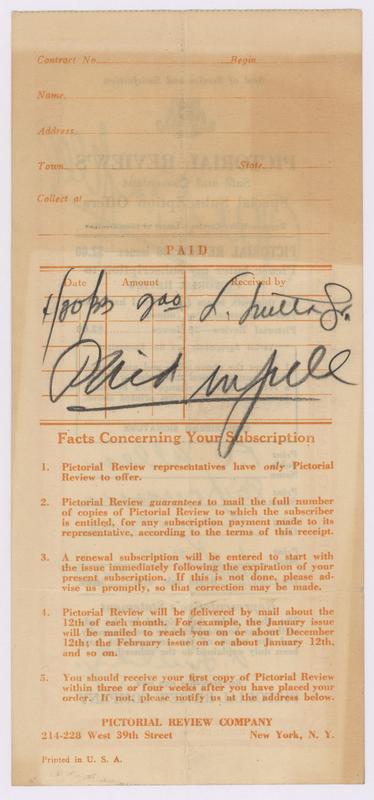 Contract No. Begin
Name
Address
Town State
Collect at
PAID
Date Amount Received by
200 L.
Paid in full
Facts Concerning Your Subscription
1. Pictorial Review representatives have only Pictorial
Review to offer.
2. Pictorial Review guarantees to mail the full number
of copies of Pictorial Review to which the subscriber
is entitled, for any subscription payment made to its
representative, according to the terms of this receipt.
3. A renewal subscription will be entered to start with
the issue immediately following the expiration of your
present subscription. If this is not done, please ad-
vise us promptly, so that correction may be made.
4. Pictorial Review will be delivered by mail about the
12th of each month. For example, the January issue
will be mailed to reach you on or about December
12th; the February issue on or about January 12th,
and so on.
5. You should receive your first copy of Pictorial Review
within three or four weeks after you have placed your
order. If not, please notify us at the address below.
PICTORIAL REVIEW COMPANY
214-228 West 39th Street New York, N. Y.
Printed in U. S. A.